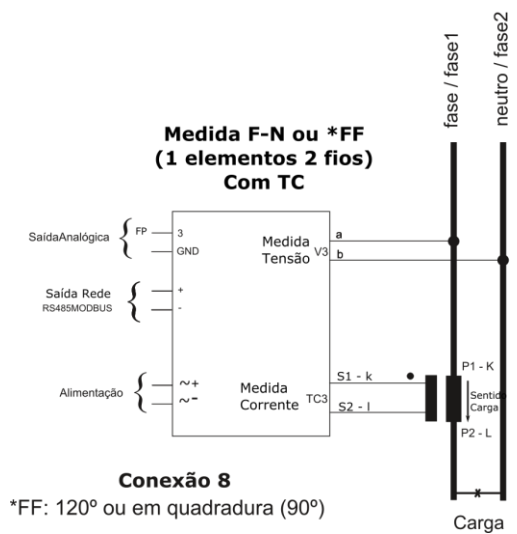 fase / fase1
neutro / fase2
Medida F-N ou *FF
(1 elementos 2 fios)
Com TC
SaídaAnalógica
FP
3
GND
Medida
Tensão
V3
a
b
Saída Rede
RS485MODBUS
+
-
Alimentação
~+
~-
Medida
Corrente
TC3
S1 - k
S2 - l
P1 - K
Sentido
Carga
P2 - L
Conexão 8
*FF: 120º ou em quadratura (90º)
Carga